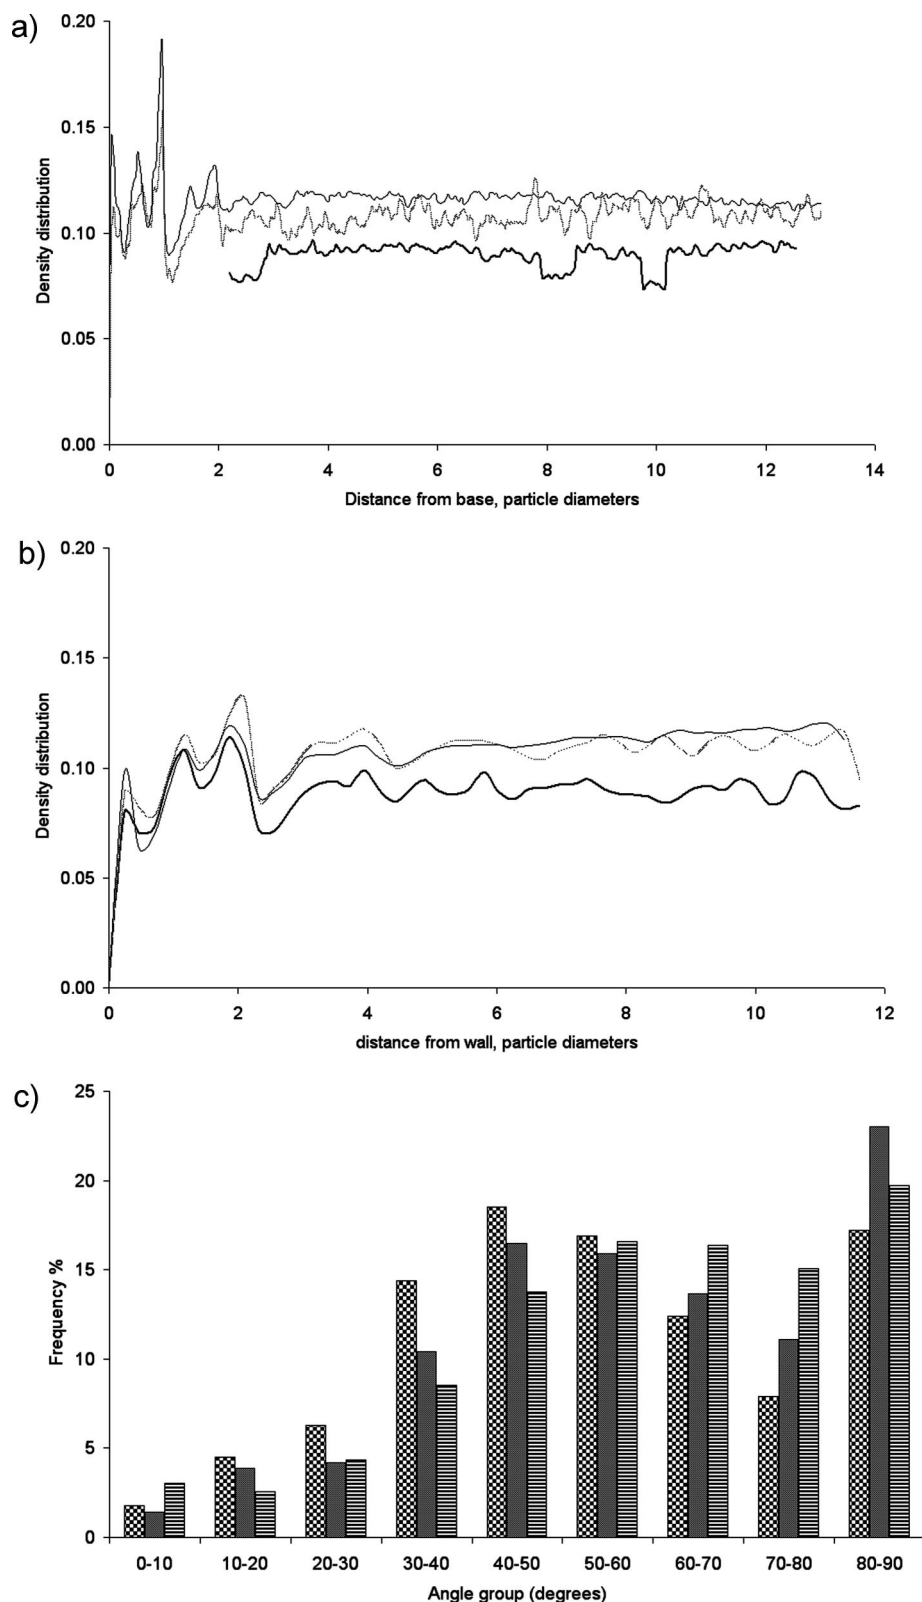 a)
0.20
0.15
0.10
0.05
0.00
Density distribution
0 2 4 6 8 10 12 14
Distance from base, particle diameters
b)
0.20
0.15
0.10
0.05
0.00
Density distribution
0 2 4 6 8 10 12
distance from wall, particle diameters
c)
25
20
15
10
5
0
Frequency %
0-10 10-20 20-30 30-40 40-50 50-60 60-70 70-80 80-90
Angle group (degrees)